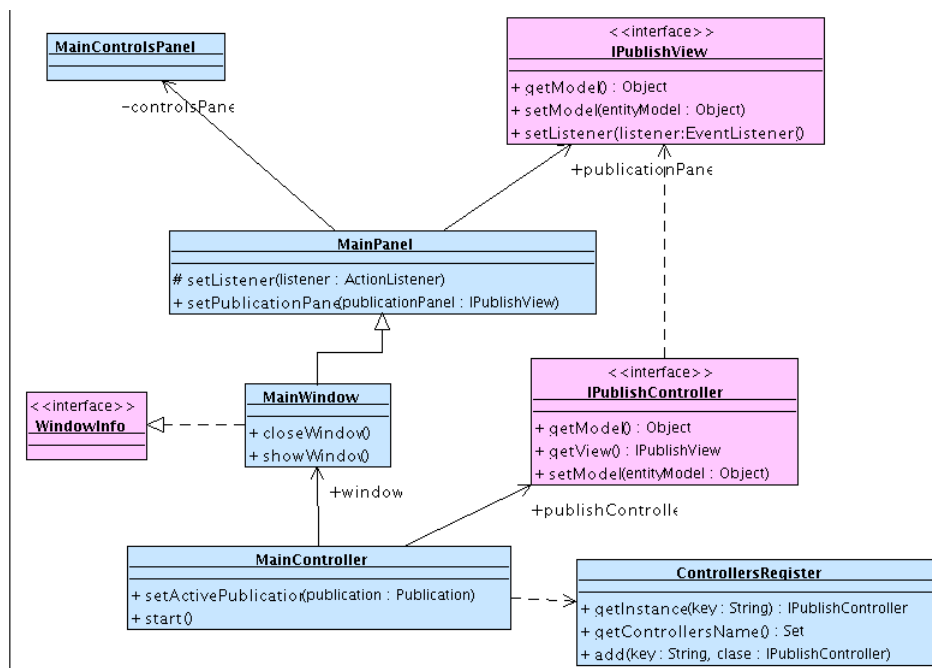 MainControlsPanel
-controlsPane
<<interface>>
IPublishView
+ getModel() : Object
+ setModel(entityModel : Object)
+ setListener(listener:EventListener)
+publicationPane
MainPanel
# setListener(listener : ActionListener)
+ setPublicationPane(publicationPanel : IPublishView)
<<interface>>
WindowInfo
MainWindow
+ closeWindow()
+ showWindow()
+window
<<interface>>
IPublishController
+ getModel() : Object
+ getView() : IPublishView
+ setModel(entityModel : Object)
+publishControlle
MainController
+ setActivePublication(publication : Publication)
+ start()
ControllersRegister
+ getInstance(key : String) : IPublishController
+ getControllersName() : Set
+ add(key : String, clase : IPublishController)